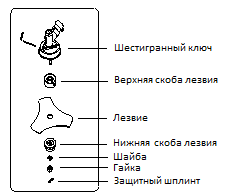 Шестигранный ключ
Верхняя скоба лезвия
Лезвие
Нижняя скоба лезвия
Шайба
Гайка
Защитный шплинт